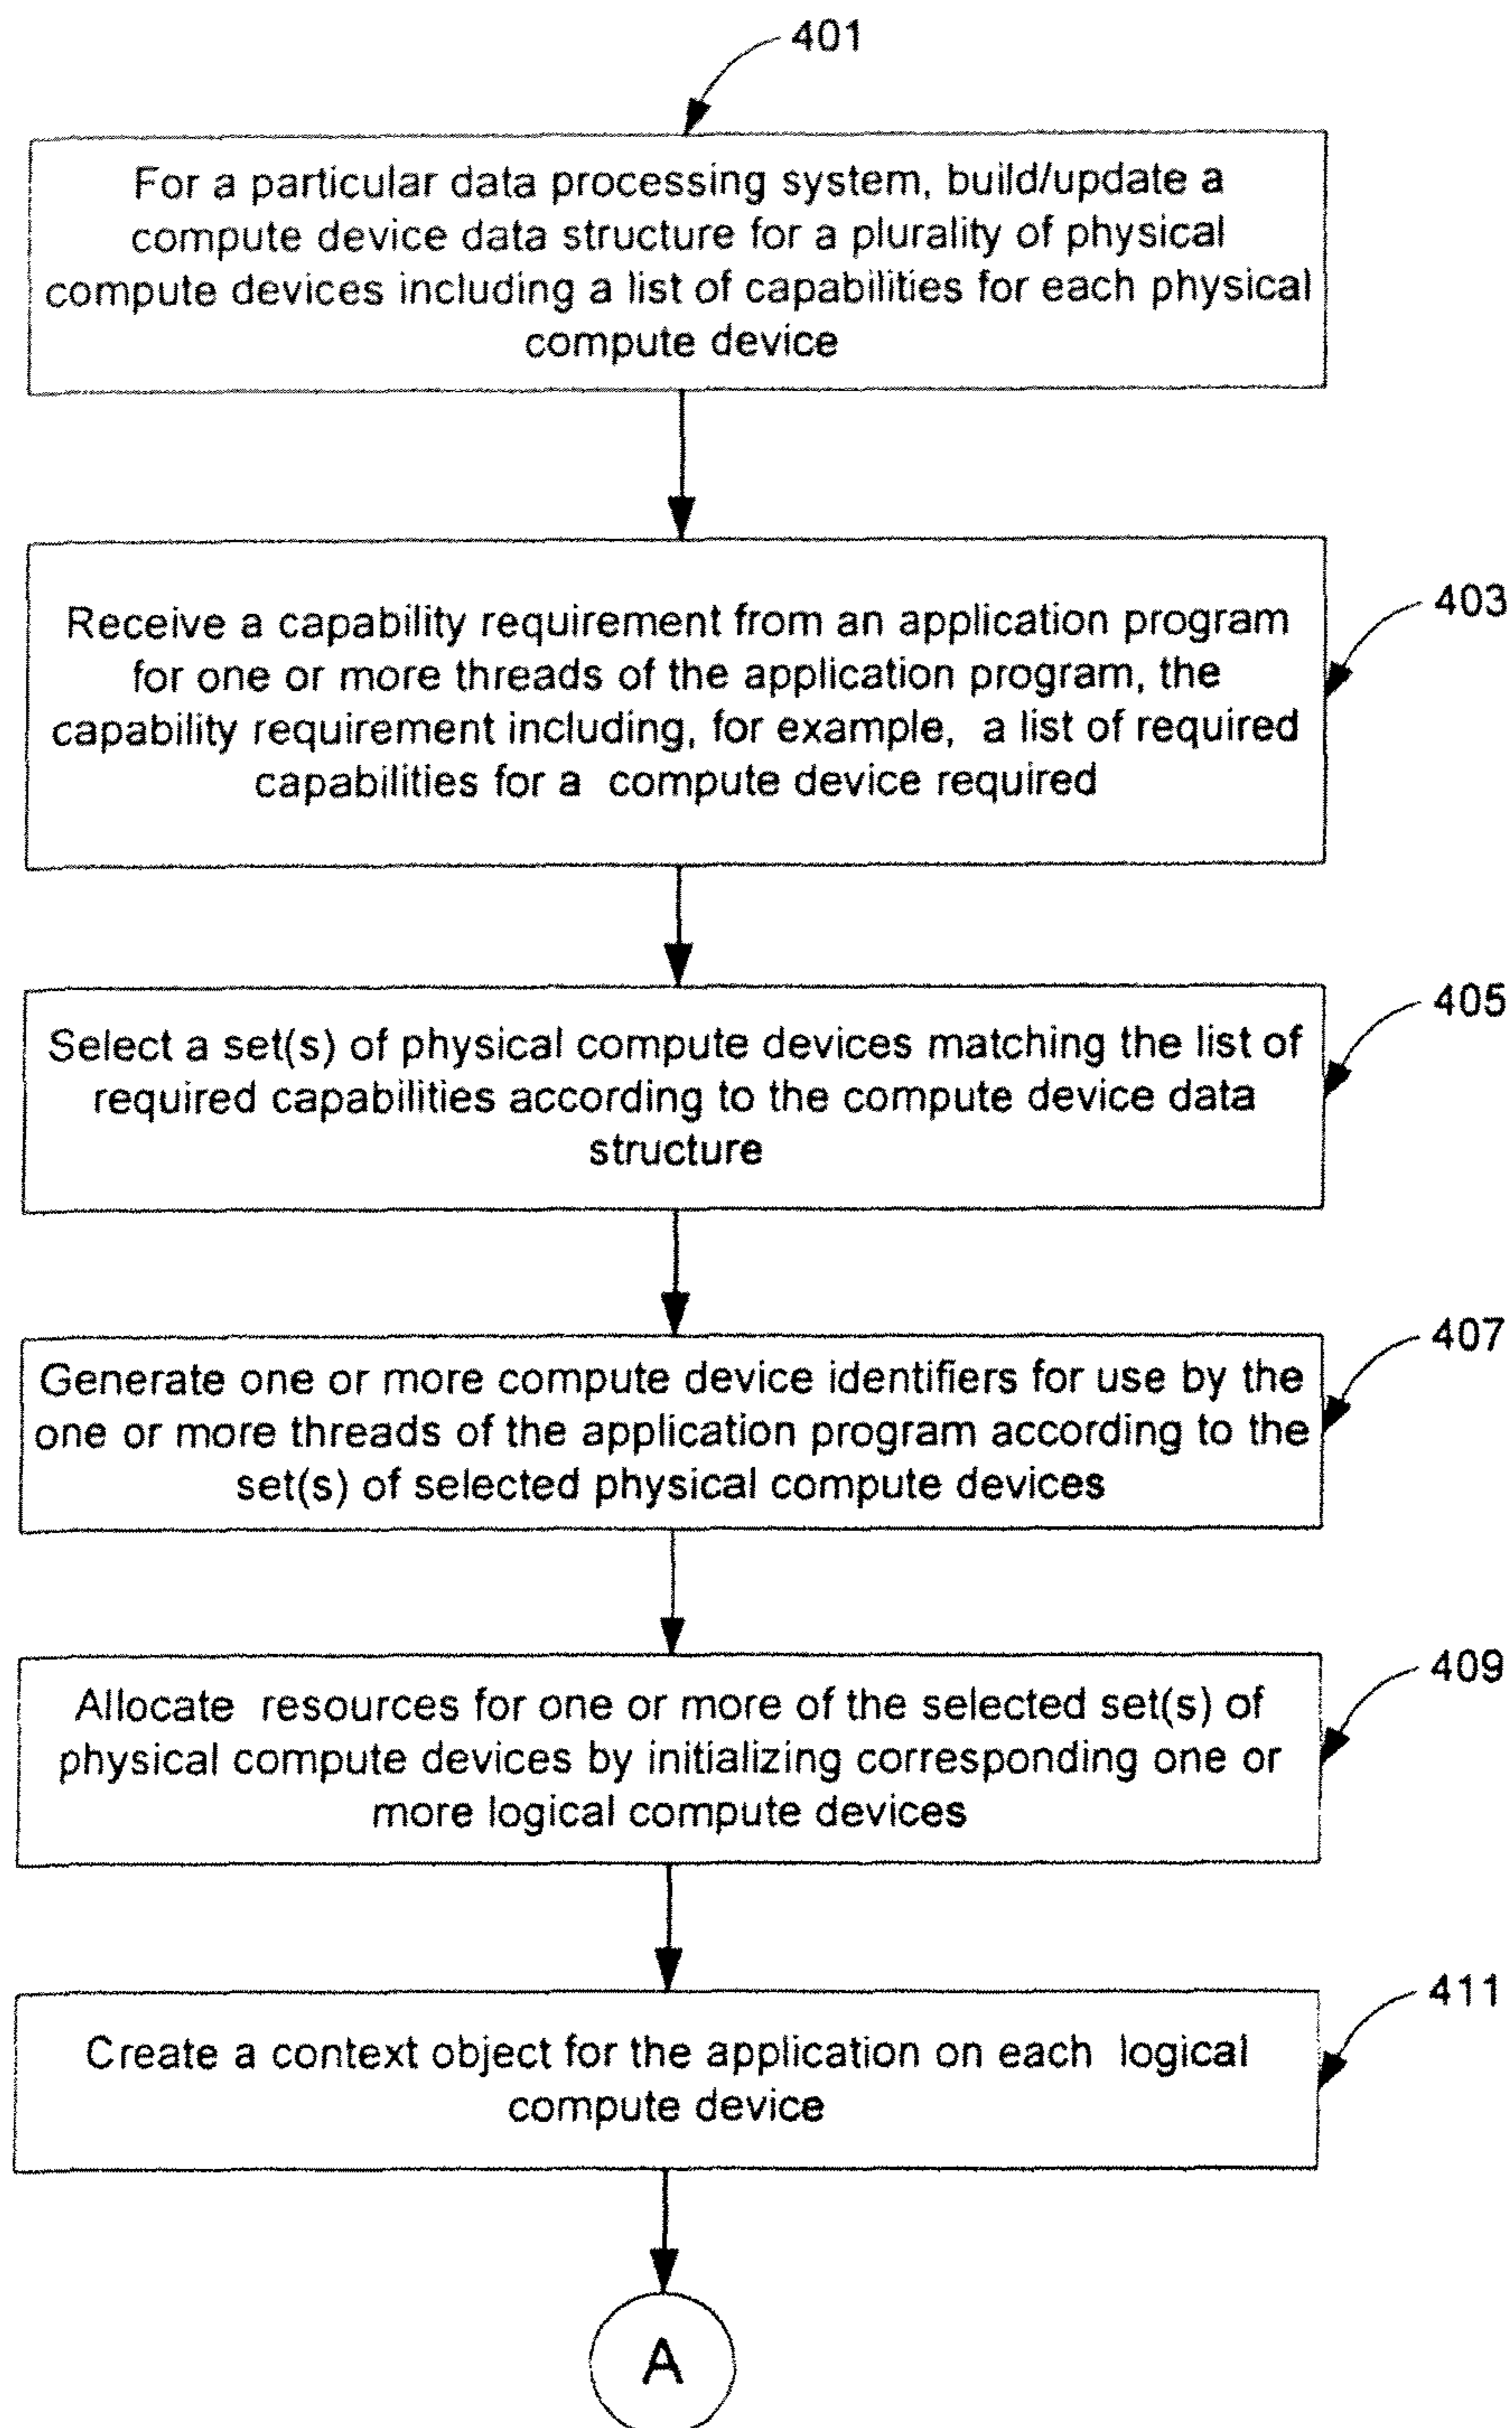 401
For a particular data processing system, build/update a
compute device data structure for a plurality of physical
compute devices including a list of capabilities for each physical
compute device
403
Receive a capability requirement from an application program
for one or more threads of the application program, the
capability requirement including, for example, a list of required
capabilities for a compute device required
405
Select a set(s) of physical compute devices matching the list of
required capabilities according to the compute device data
structure
407
Generate one or more compute device identifiers for use by the
one or more threads of the application program according to the
set(s) of selected physical compute devices
409
Allocate resources for one or more of the selected set(s) of
physical compute devices by initializing corresponding one or
more logical compute devices
411
Create a context object for the application on each logical
compute device
A